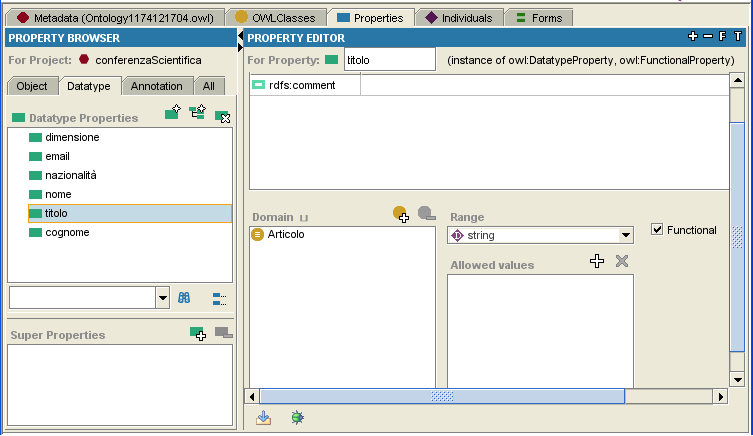 Metadata (Ontology1174121704.owl) OWLClasses Properties Individuals Forms
PROPERTY BROWSER
For Project: conferenzaScientifica
Object Datatype Annotation All
Datatype Properties
dimensione
email
nazionalità
nome
titolo
cognome
Super Properties
PROPERTY EDITOR F T
For Property: titolo (instance of owl:DatatypeProperty, owl:FunctionalProperty)
rdfs:comment
Domain ⊔
Articolo
Range
string
Functional
Allowed values